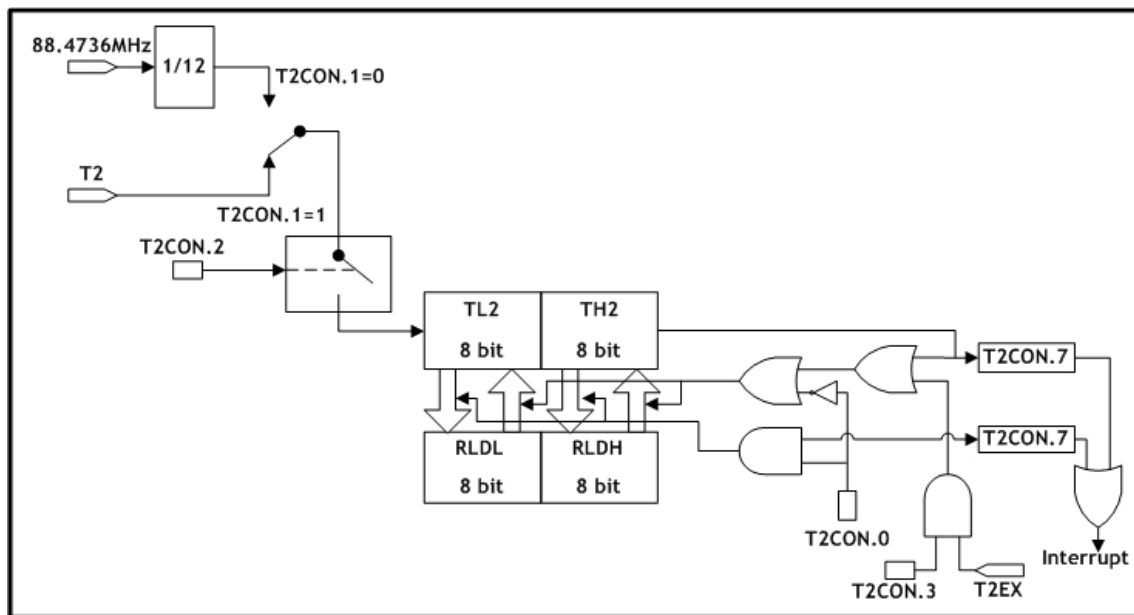 88.4736MHz
1/12
T2CON.1=0
T2
T2CON.1=1
T2CON.2
TL2
8 bit
TH2
8 bit
T2CON.7
RLDL
8 bit
RLDH
8 bit
T2CON.7
T2CON.0
T2CON.3
T2EX
Interrupt